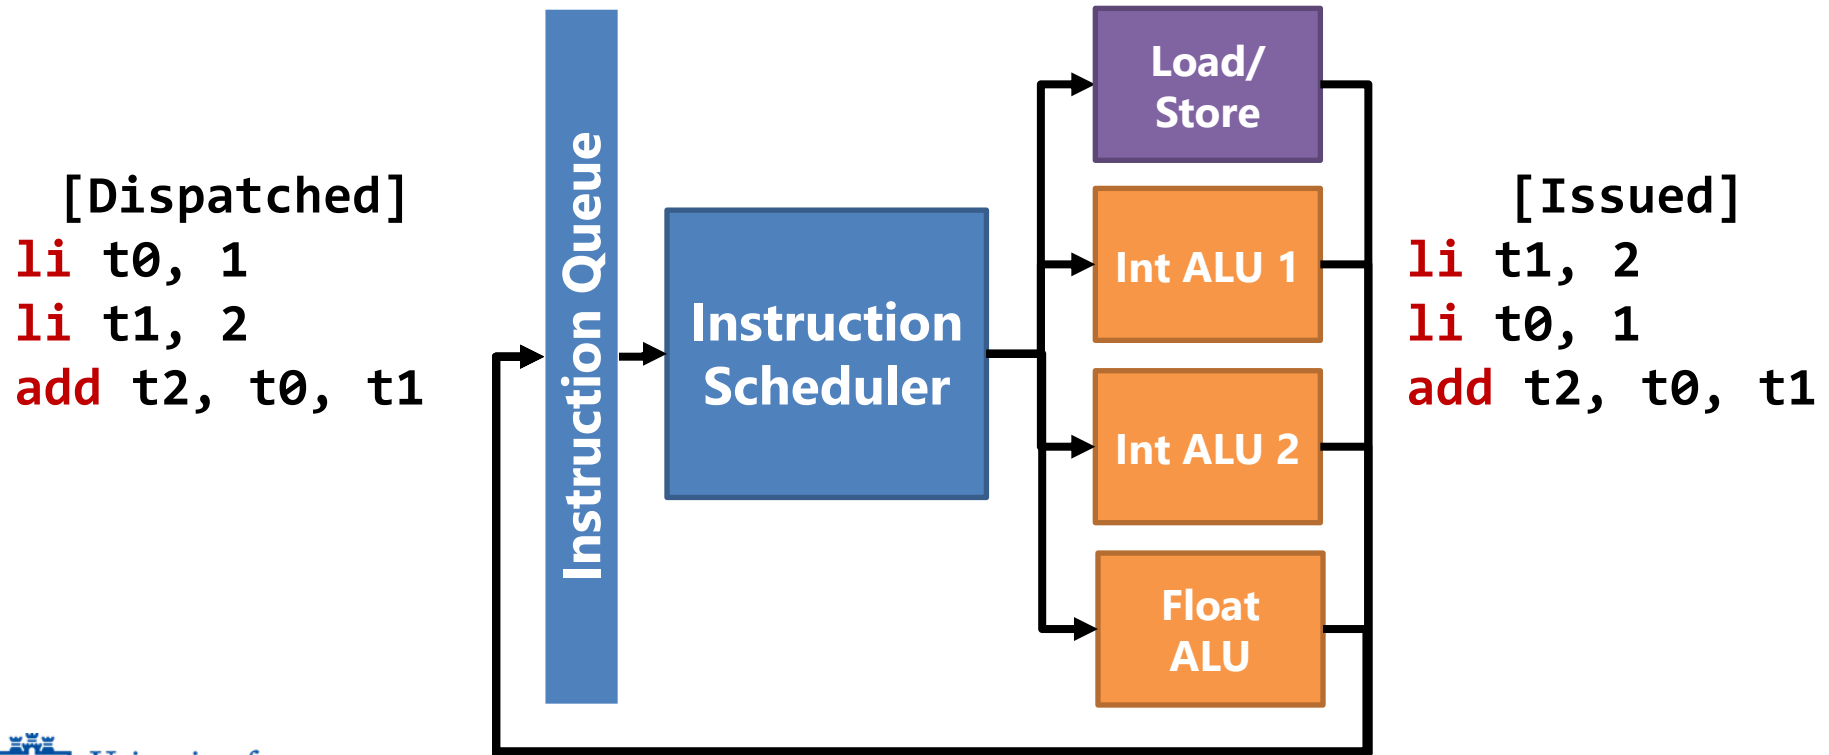 [Dispatched]
li t0, 1
li t1, 2
add t2, t0, t1
Instruction Queue
Instruction
Scheduler
Load/
Store
Int ALU 1
Int ALU 2
Float
ALU
[Issued]
li t1, 2
li t0, 1
add t2, t0, t1